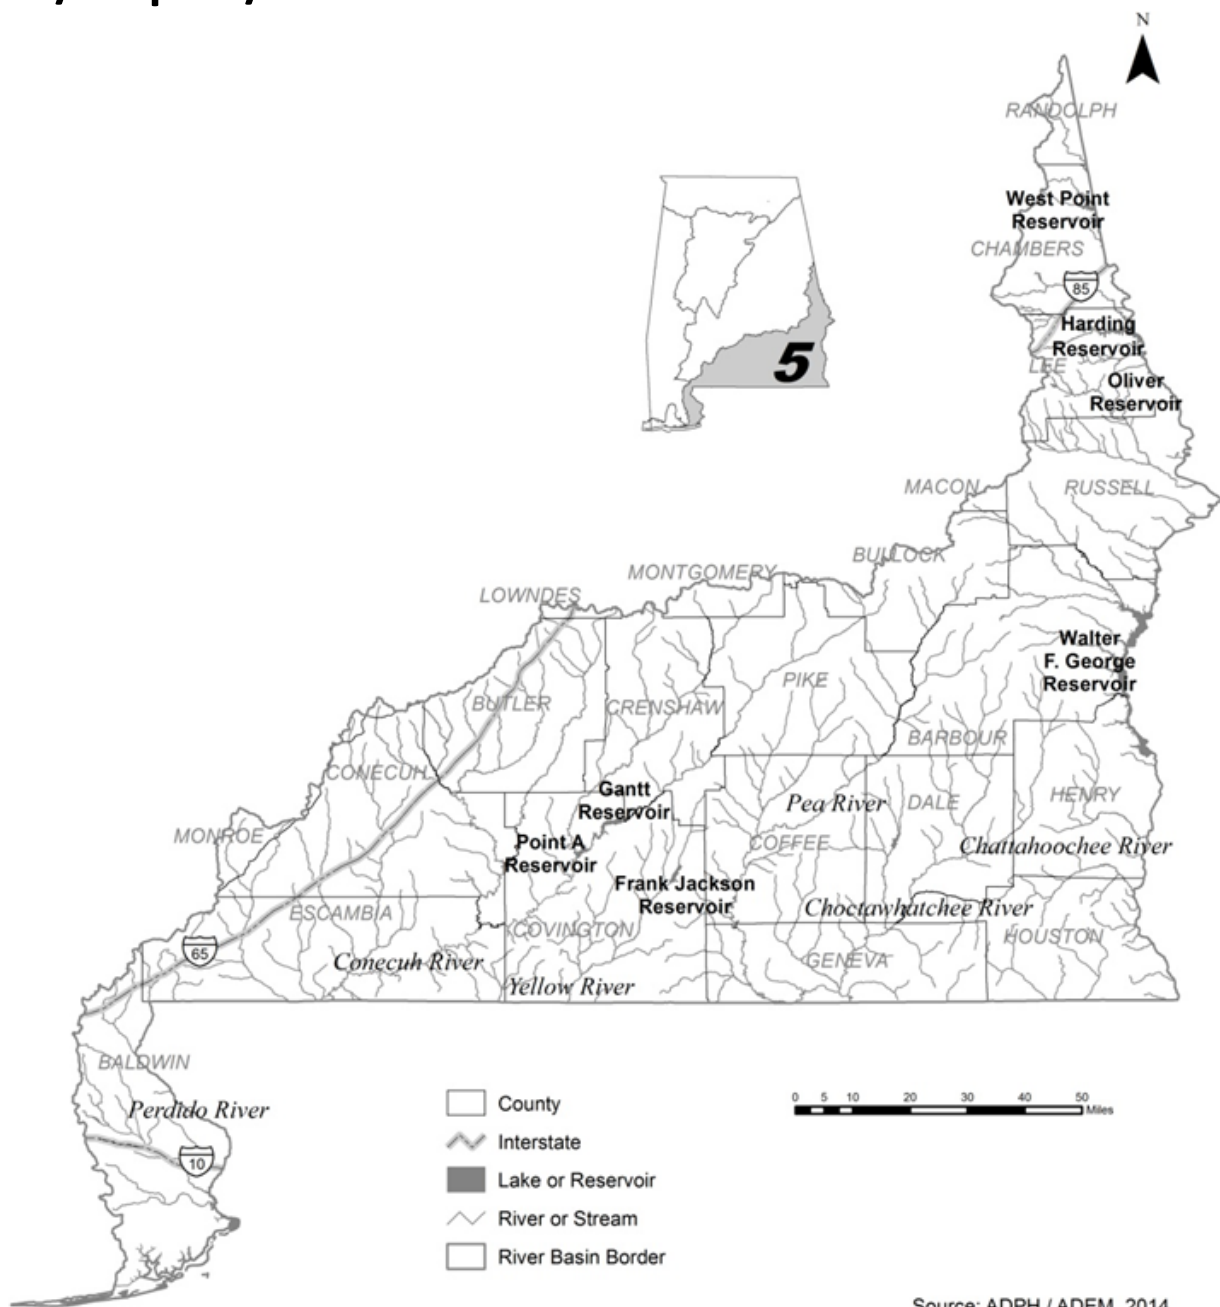 N
RANDOLPH
West Point
Reservoir
CHAMBERS
85
Harding
Reservoir
LEE
Oliver
Reservoir
5
MACON
RUSSELL
BULLOCK
MONTGOMERY
LOWNDES
Walter
F. George
Reservoir
PIKE
BUTLER
CRENSHAW
BARBOUR
CONECUH
Gantt
Reservoir
Pea River
DALE
HENRY
MONROE
Point A
Reservoir
COFFEE
Chattahoochee River
Frank Jackson
Reservoir
Choctawhatchee River
ESCAMBIA
COVINGTON
HOUSTON
65
Conecuh River
GENEVA
Yellow River
BALDWIN
Perdido River
10
County
Interstate
Lake or Reservoir
River or Stream
River Basin Border
0 5 10 20 30 40 50
Miles
Source: ADPH / ADEM, 2014